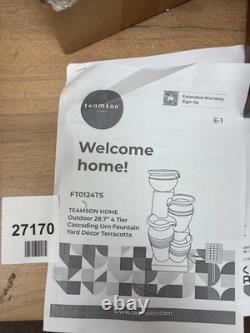 teamson
Extended Warranty
Sign Up
E-1
Welcome
home!
FT0124TS
TEAMSON HOME
Outdoor 28.7" 4 Tier
Cascading Urn Fountain
Yard Décor Terracotta
27170
www.teamson.com